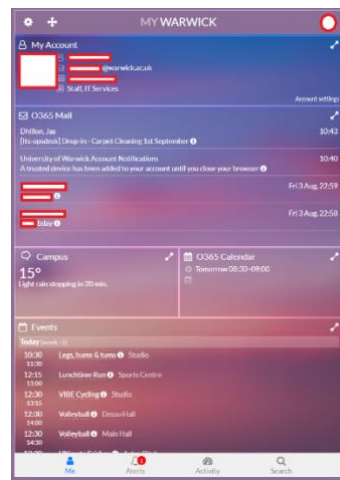 MY WARWICK
My Account
@warwick.ac.uk
Staff, IT Services
Account settings
O365 Mail
Dhillon, Jas 10:43
[its-opsdesk] Drop-in - Carpet Cleaning 1st September
University of Warwick Account Notifications 10:40
A trusted device has been added to your account until you close your browser
Fri 3 Aug, 22:59
Fri 3 Aug, 22:58
Campus
15°
Light rain stopping in 20 min.
O365 Calendar
Tomorrow 08:30–09:00
Events
Today
10:30 Legs, bums & tums Studio
11:30
12:15 Lunchtime Run Sports Centre
13:00
12:30 VIBE Cycling Studio
13:15
12:30 Volleyball Desso Hall
14:00
12:30 Volleyball Main Hall
14:30
Me
Alerts
1
Activity
Search